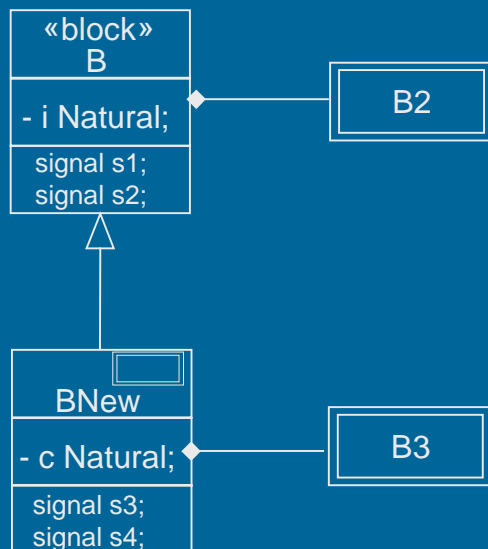 «block»
B
- i Natural;
signal s1;
signal s2;
B2
BNew
- c Natural;
signal s3;
signal s4;
B3